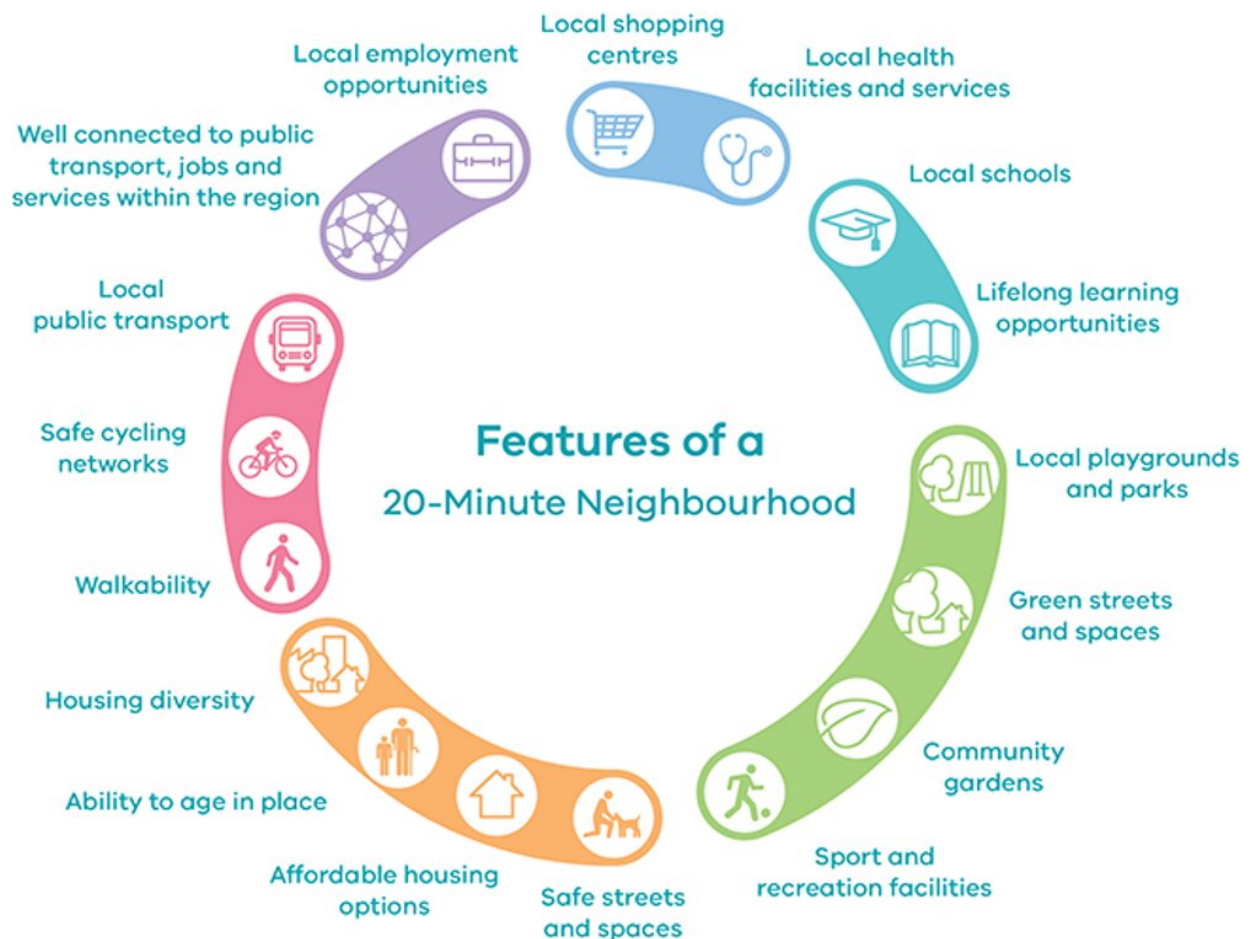 Local shopping
centres
Local health
facilities and services
Local schools
Lifelong learning
opportunities
Local playgrounds
and parks
Green streets
and spaces
Community
gardens
Sport and
recreation facilities
Safe streets
and spaces
Affordable housing
options
Ability to age in place
Housing diversity
Walkability
Safe cycling
networks
Local
public transport
Well connected to public
transport, jobs and
services within the region
Local employment
opportunities
Features of a
20-Minute Neighbourhood